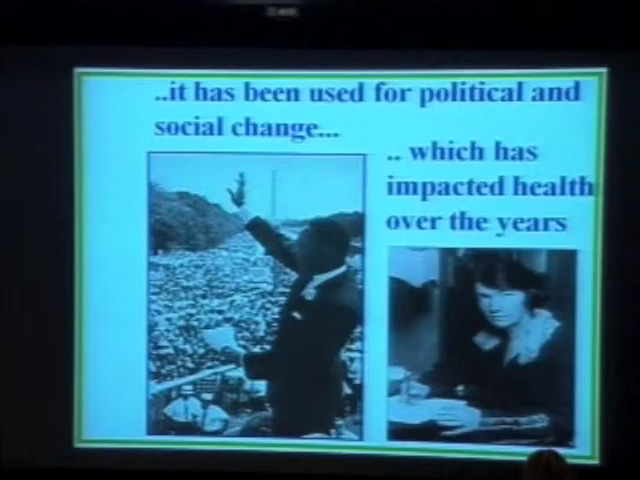 ..it has been used for political and
social change...
.. which has
impacted health
over the years